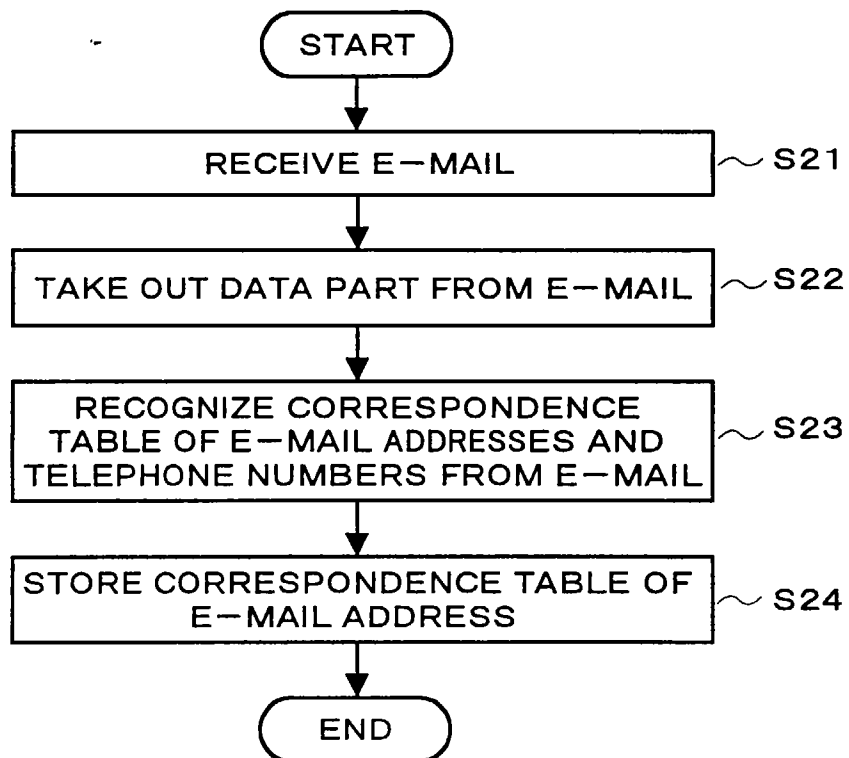 START
RECEIVE E-MAIL
S21
TAKE OUT DATA PART FROM E-MAIL
S22
RECOGNIZE CORRESPONDENCE
TABLE OF E-MAIL ADDRESSES AND
TELEPHONE NUMBERS FROM E-MAIL
S23
STORE CORRESPONDENCE TABLE OF
E-MAIL ADDRESS
S24
END